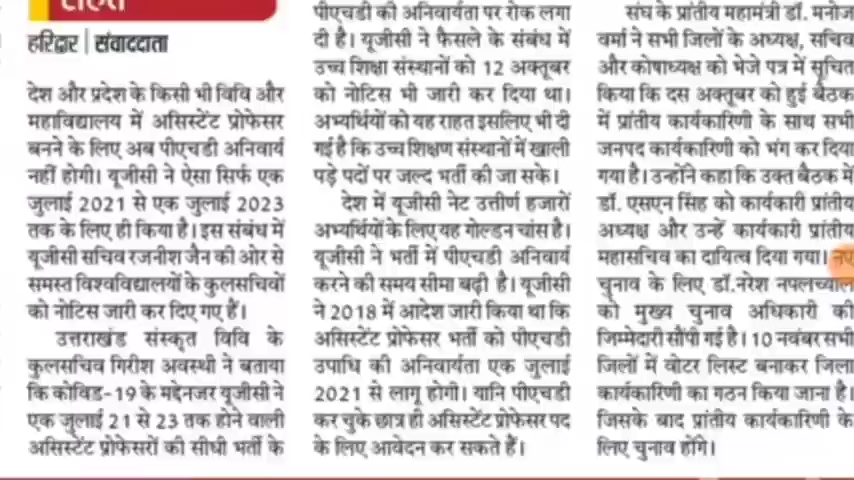 राहत
हरिद्वार | संवाददाता
देश और प्रदेश के किसी भी विवि और
महाविद्यालय में असिस्टेंट प्रोफेसर
बनने के लिए अब पीएचडी अनिवार्य
नहीं होगी। यूजीसी ने ऐसा सिर्फ एक
जुलाई 2021 से एक जुलाई 2023
तक के लिए ही किया है। इस संबंध में
यूजीसी सचिव रजनीश जैन की ओर से
समस्त विश्वविद्यालयों के कुलसचिवों
को नोटिस जारी कर दिए गए हैं।
उत्तराखंड संस्कृत विवि के
कुलसचिव गिरीश अवस्थी ने बताया
कि कोविड-19 के मद्देनजर यूजीसी ने
एक जुलाई 21 से 23 तक होने वाली
असिस्टेंट प्रोफेसरों की सीधी भर्ती के
पीएचडी की अनिवार्यता पर रोक लगा
दी है। यूजीसी ने फैसले के संबंध में
उच्च शिक्षा संस्थानों को 12 अक्तूबर
को नोटिस भी जारी कर दिया था।
अभ्यर्थियों को यह राहत इसलिए भी दी
गई है कि उच्च शिक्षण संस्थानों में खाली
पड़े पदों पर जल्द भर्ती की जा सके।
देश में यूजीसी नेट उत्तीर्ण हजारों
अभ्यर्थियों के लिए यह गोल्डन चांस है।
यूजीसी ने भर्ती में पीएचडी अनिवार्य
करने की समय सीमा बढ़ी है। यूजीसी
ने 2018 में आदेश जारी किया था कि
असिस्टेंट प्रोफेसर भर्ती को पीएचडी
उपाधि की अनिवार्यता एक जुलाई
2021 से लागू होगी। यानि पीएचडी
कर चुके छात्र ही असिस्टेंट प्रोफेसर पद
के लिए आवेदन कर सकते हैं।
संघ के प्रांतीय महामंत्री डॉ. मनोज
वर्मा ने सभी जिलों के अध्यक्ष, सचिव
और कोषाध्यक्ष को भेजे पत्र में सूचित
किया कि दस अक्तूबर को हुई बैठक
में प्रांतीय कार्यकारिणी के साथ सभी
जनपद कार्यकारिणी को भंग कर दिया
गया है। उन्होंने कहा कि उक्त बैठक में
डॉ. एसएन सिंह को कार्यकारी प्रांतीय
अध्यक्ष और उन्हें कार्यकारी प्रांतीय
महासचिव का दायित्व दिया गया। नए
चुनाव के लिए डॉ.नरेश नपलच्याल
को मुख्य चुनाव अधिकारी की
जिम्मेदारी सौंपी गई है। 10 नवंबर सभी
जिलों में वोटर लिस्ट बनाकर जिला
कार्यकारिणी का गठन किया जाना है।
जिसके बाद प्रांतीय कार्यकारिणी के
लिए चुनाव होंगे।